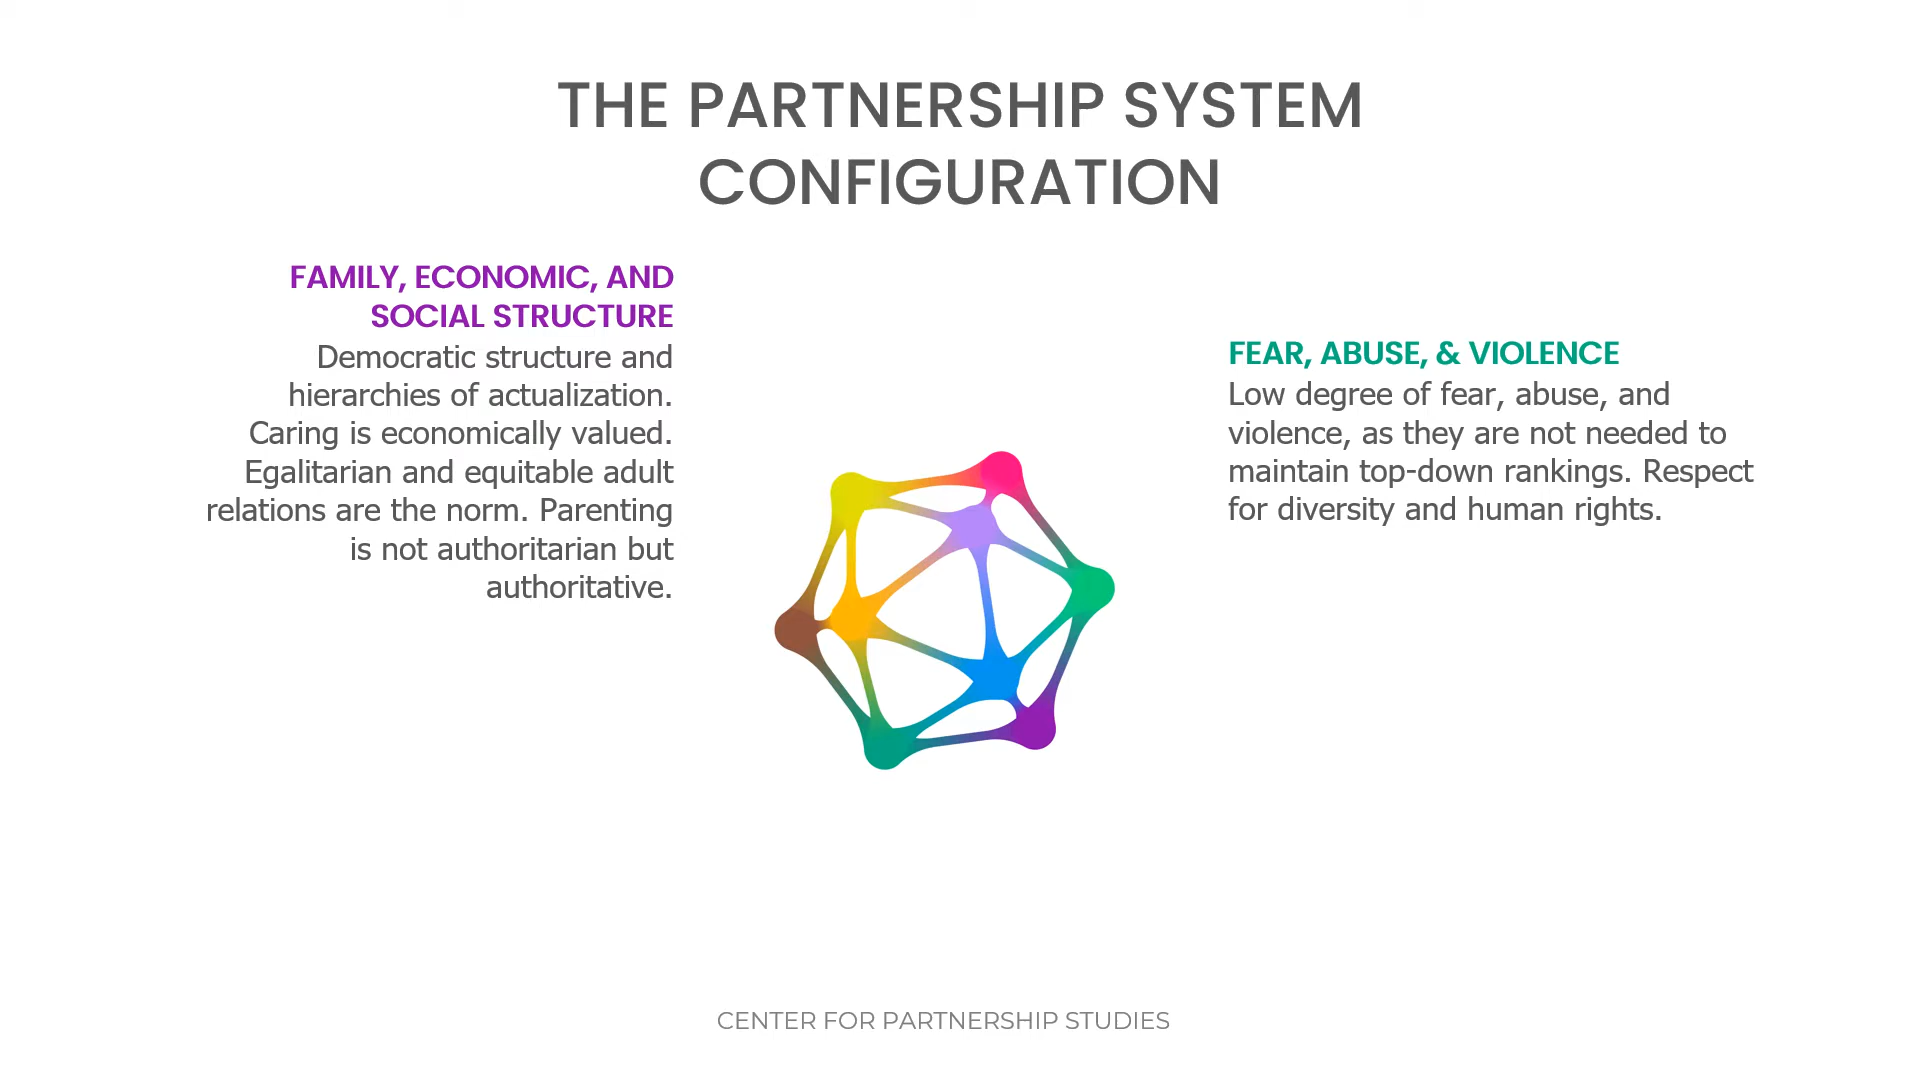 THE PARTNERSHIP SYSTEM
CONFIGURATION
FAMILY, ECONOMIC, AND
SOCIAL STRUCTURE
Democratic structure and
hierarchies of actualization.
Caring is economically valued.
Egalitarian and equitable adult
relations are the norm. Parenting
is not authoritarian but
authoritative.
FEAR, ABUSE, & VIOLENCE
Low degree of fear, abuse, and
violence, as they are not needed to
maintain top-down rankings. Respect
for diversity and human rights.
CENTER FOR PARTNERSHIP STUDIES